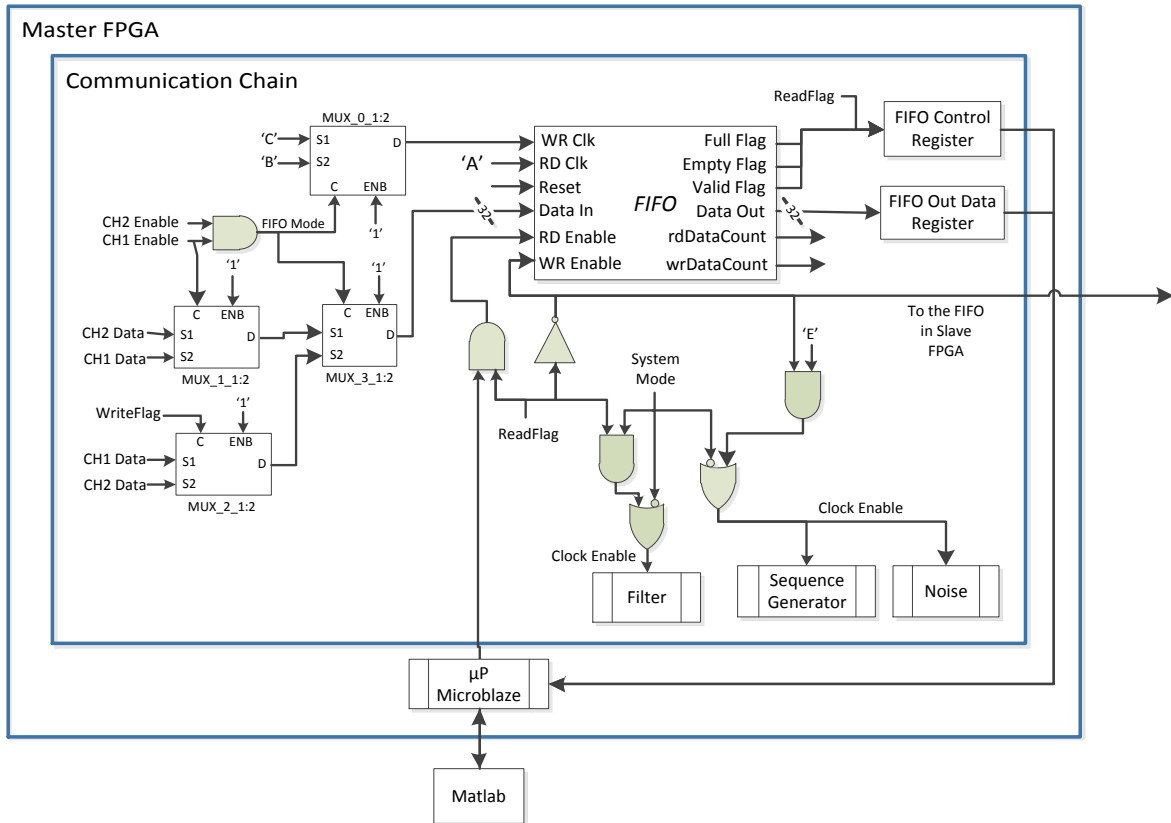 Master FPGA
Communication Chain
MUX_0_1:2
‘C’
S1
D
‘B’
S2
C
ENB
‘1’
CH2 Enable
CH1 Enable
FIFO Mode
‘1’
‘1’
C
ENB
CH2 Data
S1
D
CH1 Data
S2
MUX_1_1:2
C
ENB
S1
D
S2
MUX_3_1:2
WriteFlag
‘1’
C
ENB
CH1 Data
S1
D
CH2 Data
S2
MUX_2_1:2
‘A’
32
WR Clk
RD Clk
Reset
Data In
RD Enable
WR Enable
FIFO
Full Flag
Empty Flag
Valid Flag
Data Out
rdDataCount
wrDataCount
32
ReadFlag
FIFO Control
Register
FIFO Out Data
Register
To the FIFO
in Slave
FPGA
‘E’
System
Mode
ReadFlag
Clock Enable
Clock Enable
Filter
Sequence
Generator
Noise
µP
Microblaze
Matlab